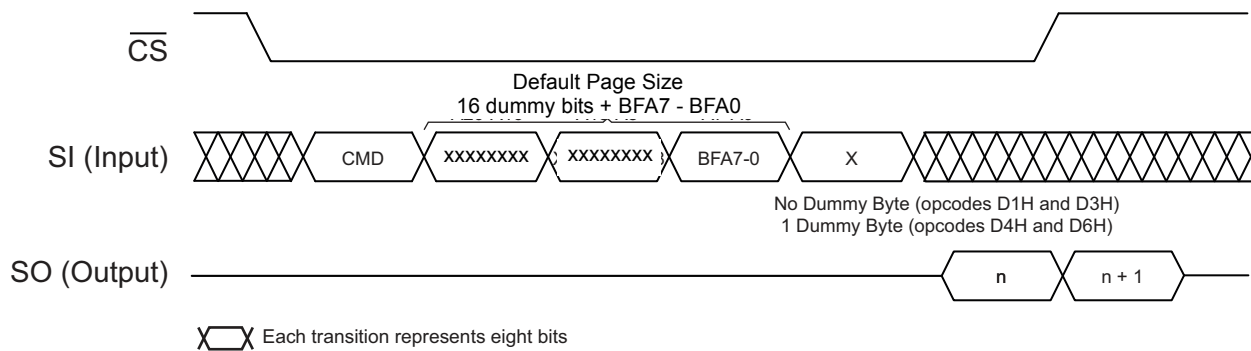 CS
Default Page Size
16 dummy bits + BFA7 - BFA0
SI (Input)
CMD
XXXXXXXX
XXXXXXXX
BFA7-0
X
No Dummy Byte (opcodes D1H and D3H)
1 Dummy Byte (opcodes D4H and D6H)
SO (Output)
n
n + 1
Each transition represents eight bits